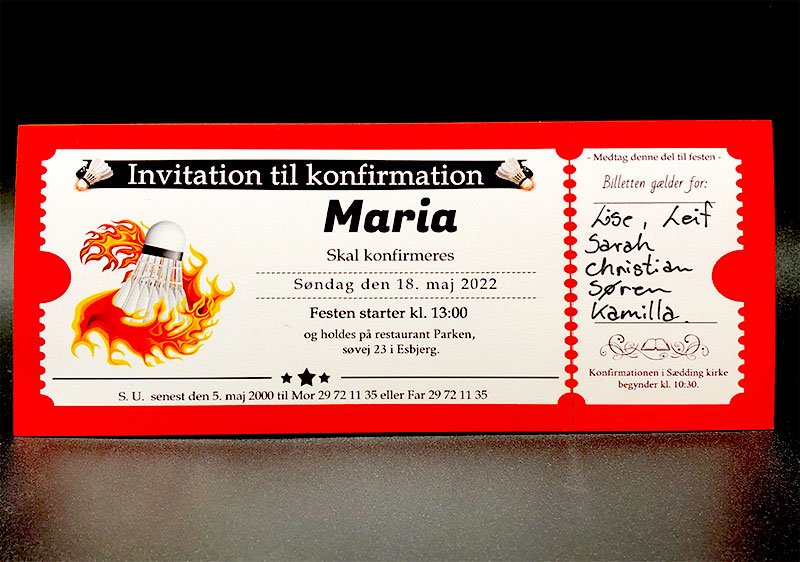 Invitation til konfirmation
Maria
Skal konfirmeres
Søndag den 18. maj 2022
Festen starter kl. 13:00
og holdes på restaurant Parken,
søvej 23 i Esbjerg.
S. U. senest den 5. maj 2000 til Mor 29 72 11 35 eller Far 29 72 11 35
- Medtag denne del til festen -
Billetten gælder for:
Lise, Leif
Sarah
Christian
Søren
Kamilla.
Konfirmationen i Sædding kirke
begynder kl. 10:30.